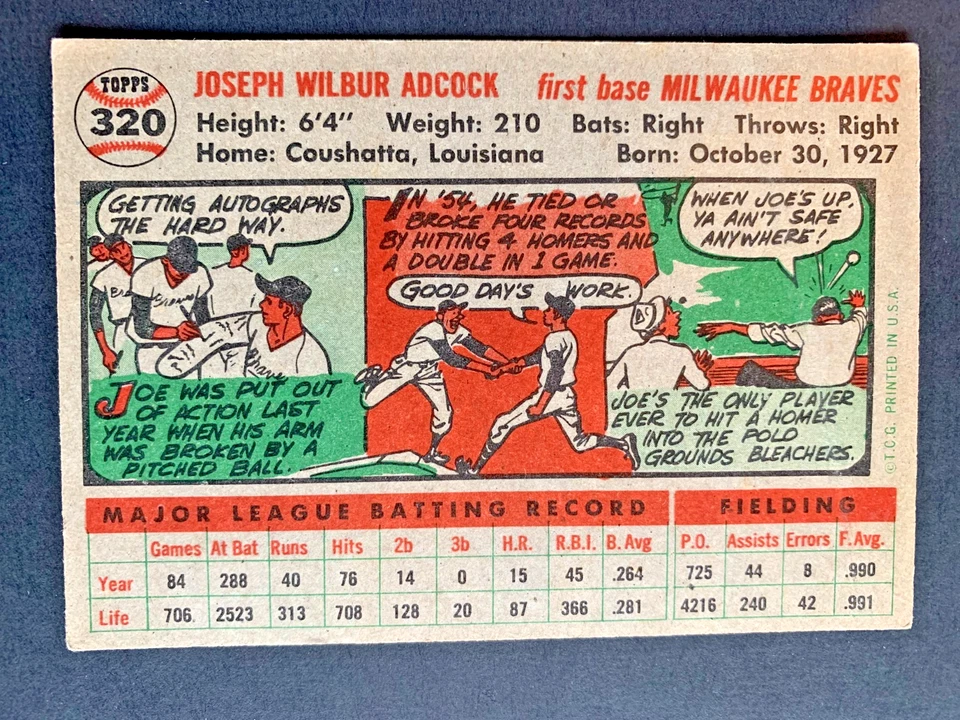 TOPPS
320
JOSEPH WILBUR ADCOCK first base MILWAUKEE BRAVES
Height: 6'4" Weight: 210 Bats: Right Throws: Right
Home: Coushatta, Louisiana Born: October 30, 1927
GETTING AUTOGRAPHS
THE HARD WAY.
JOE WAS PUT OUT
OF ACTION LAST
YEAR WHEN HIS ARM
WAS BROKEN BY A
PITCHED BALL.
IN '54, HE TIED OR
BROKE FOUR RECORDS
BY HITTING 4 HOMERS AND
A DOUBLE IN 1 GAME.
GOOD DAY'S WORK.
WHEN JOE'S UP,
YA AIN'T SAFE
ANYWHERE!
JOE'S THE ONLY PLAYER
EVER TO HIT A HOMER
INTO THE POLO
GROUNDS BLEACHERS.
©T.C.G. PRINTED IN U.S.A.
MAJOR LEAGUE BATTING RECORD FIELDING
Games At Bat Runs Hits 2b 3b H.R. R.B.I. B. Avg P.O. Assists Errors F. Avg.
Year 84 288 40 76 14 0 15 45 .264 725 44 8 .990
Life 706 2523 313 708 128 20 87 366 .281 4216 240 42 .991